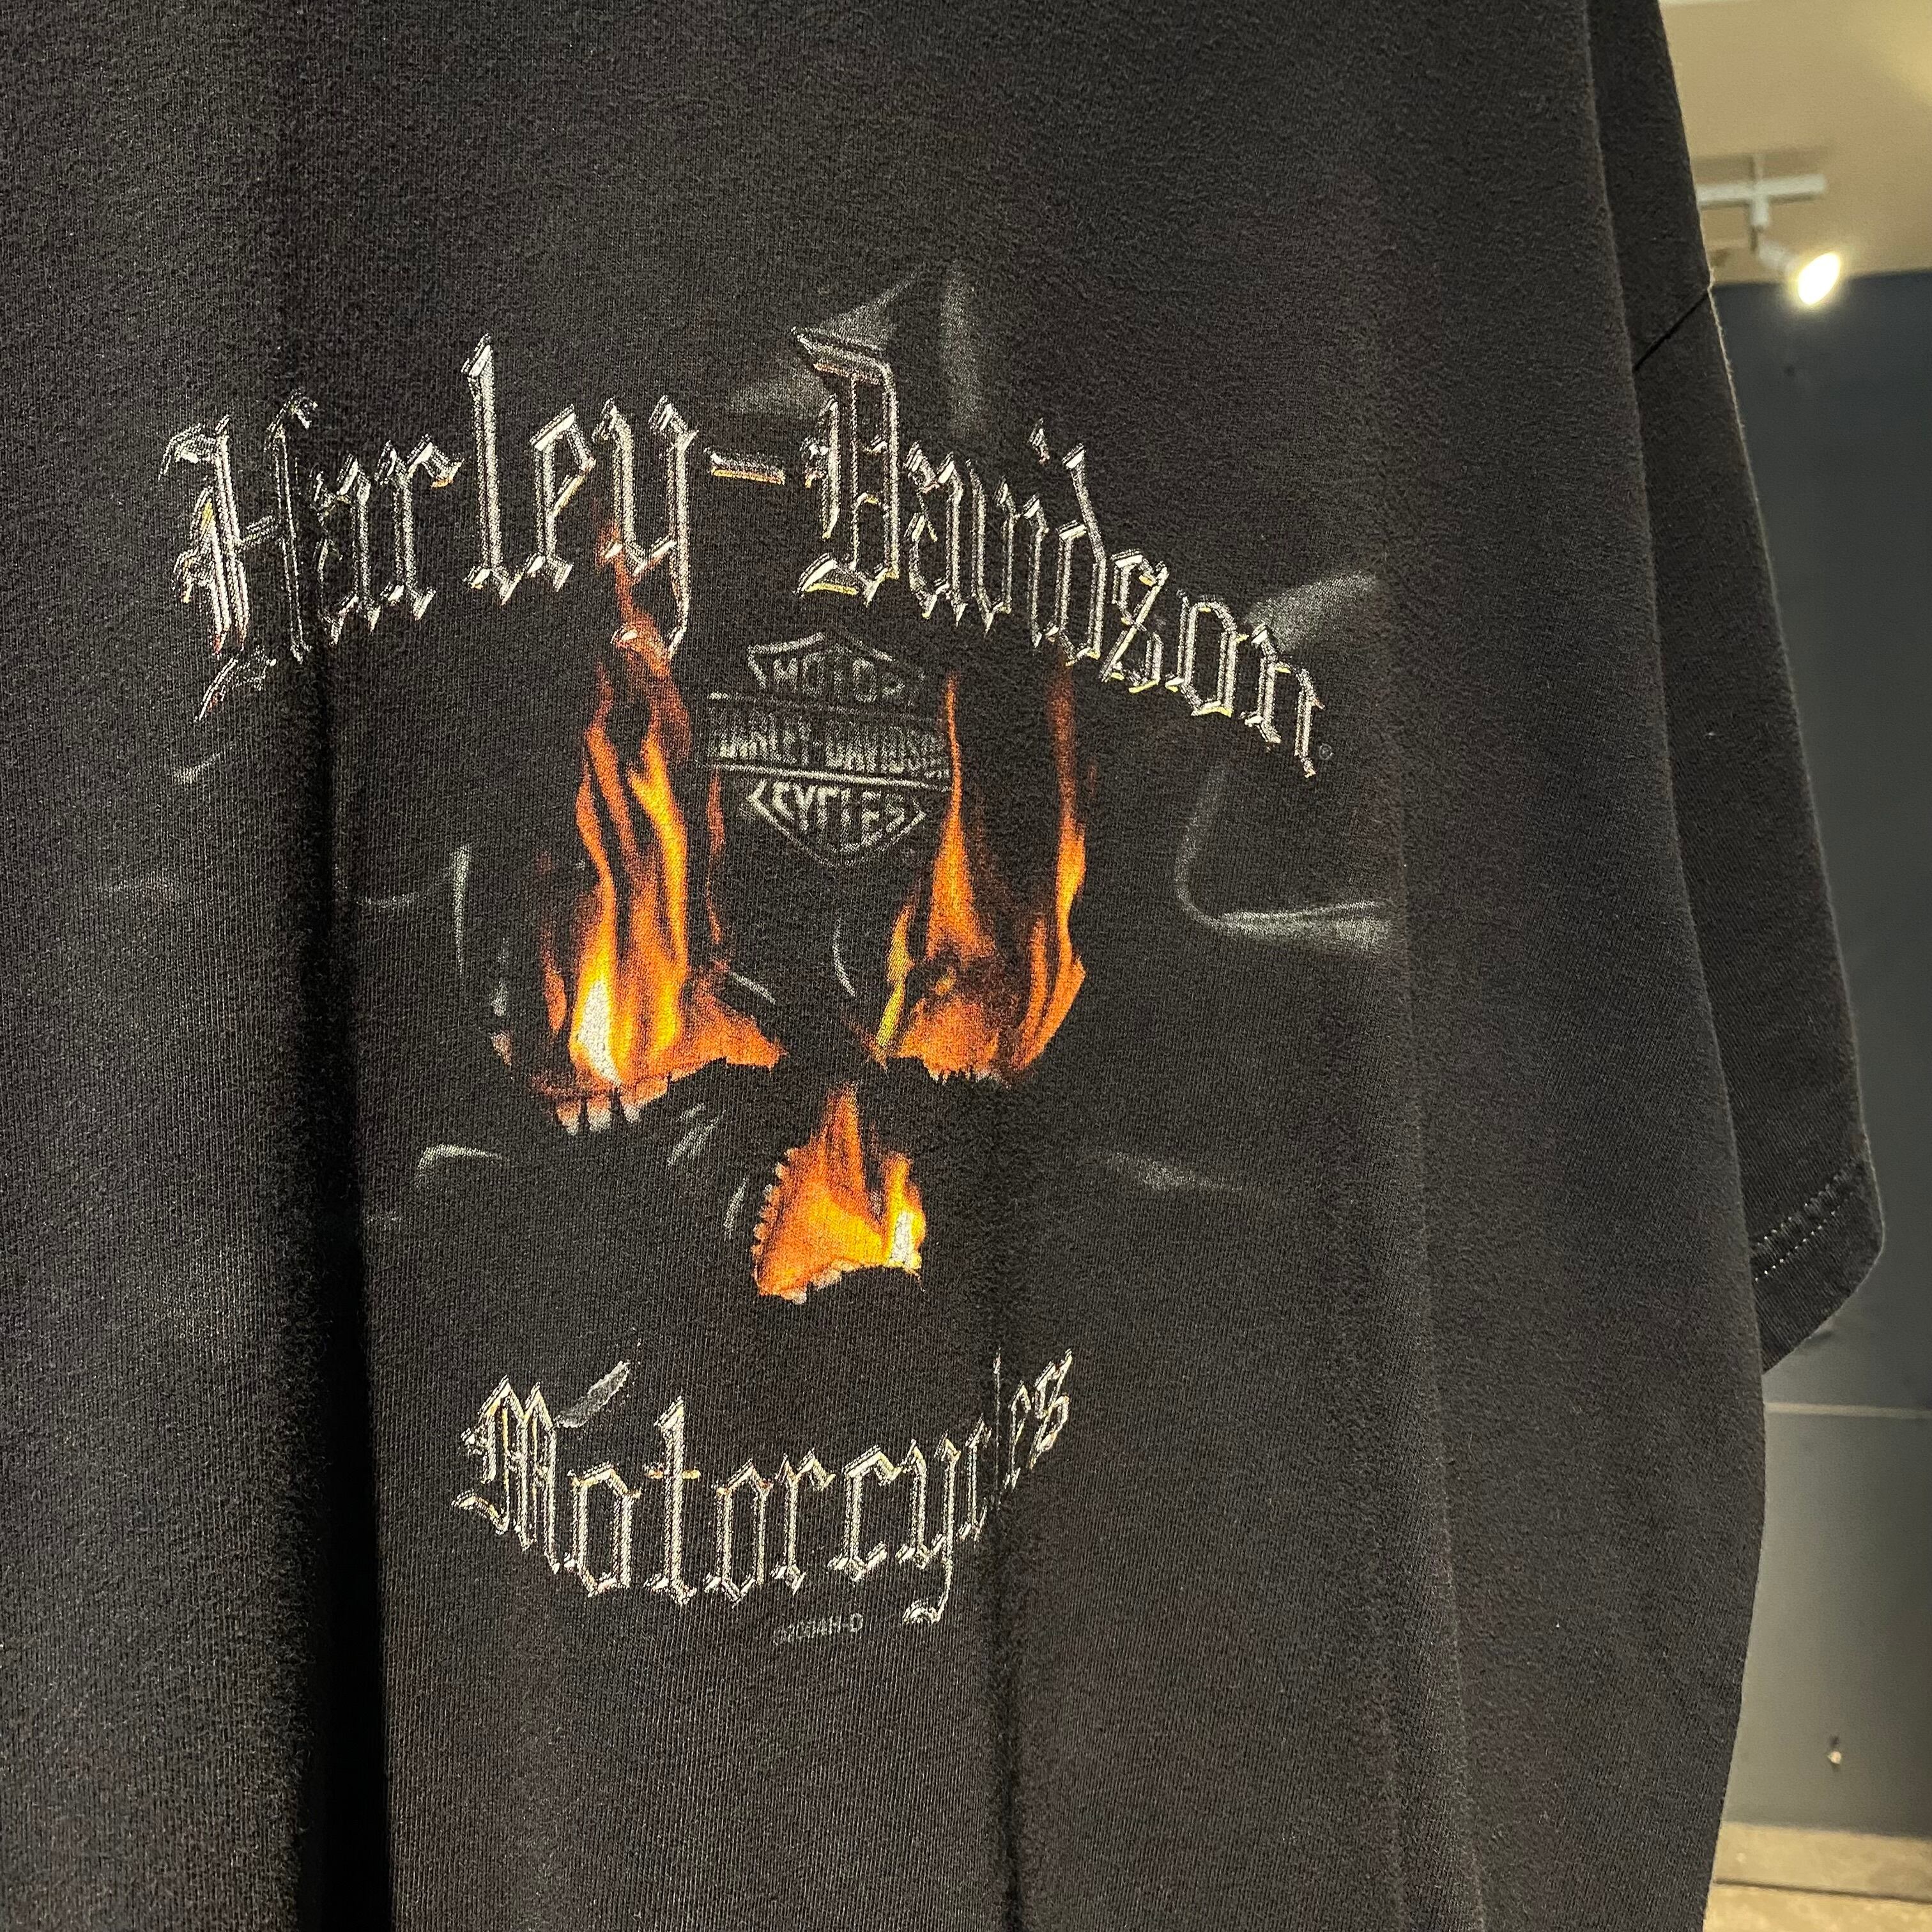 Harley-Davidson
MOTOR
HARLEY-DAVIDSON
CYCLES
Motorcycles